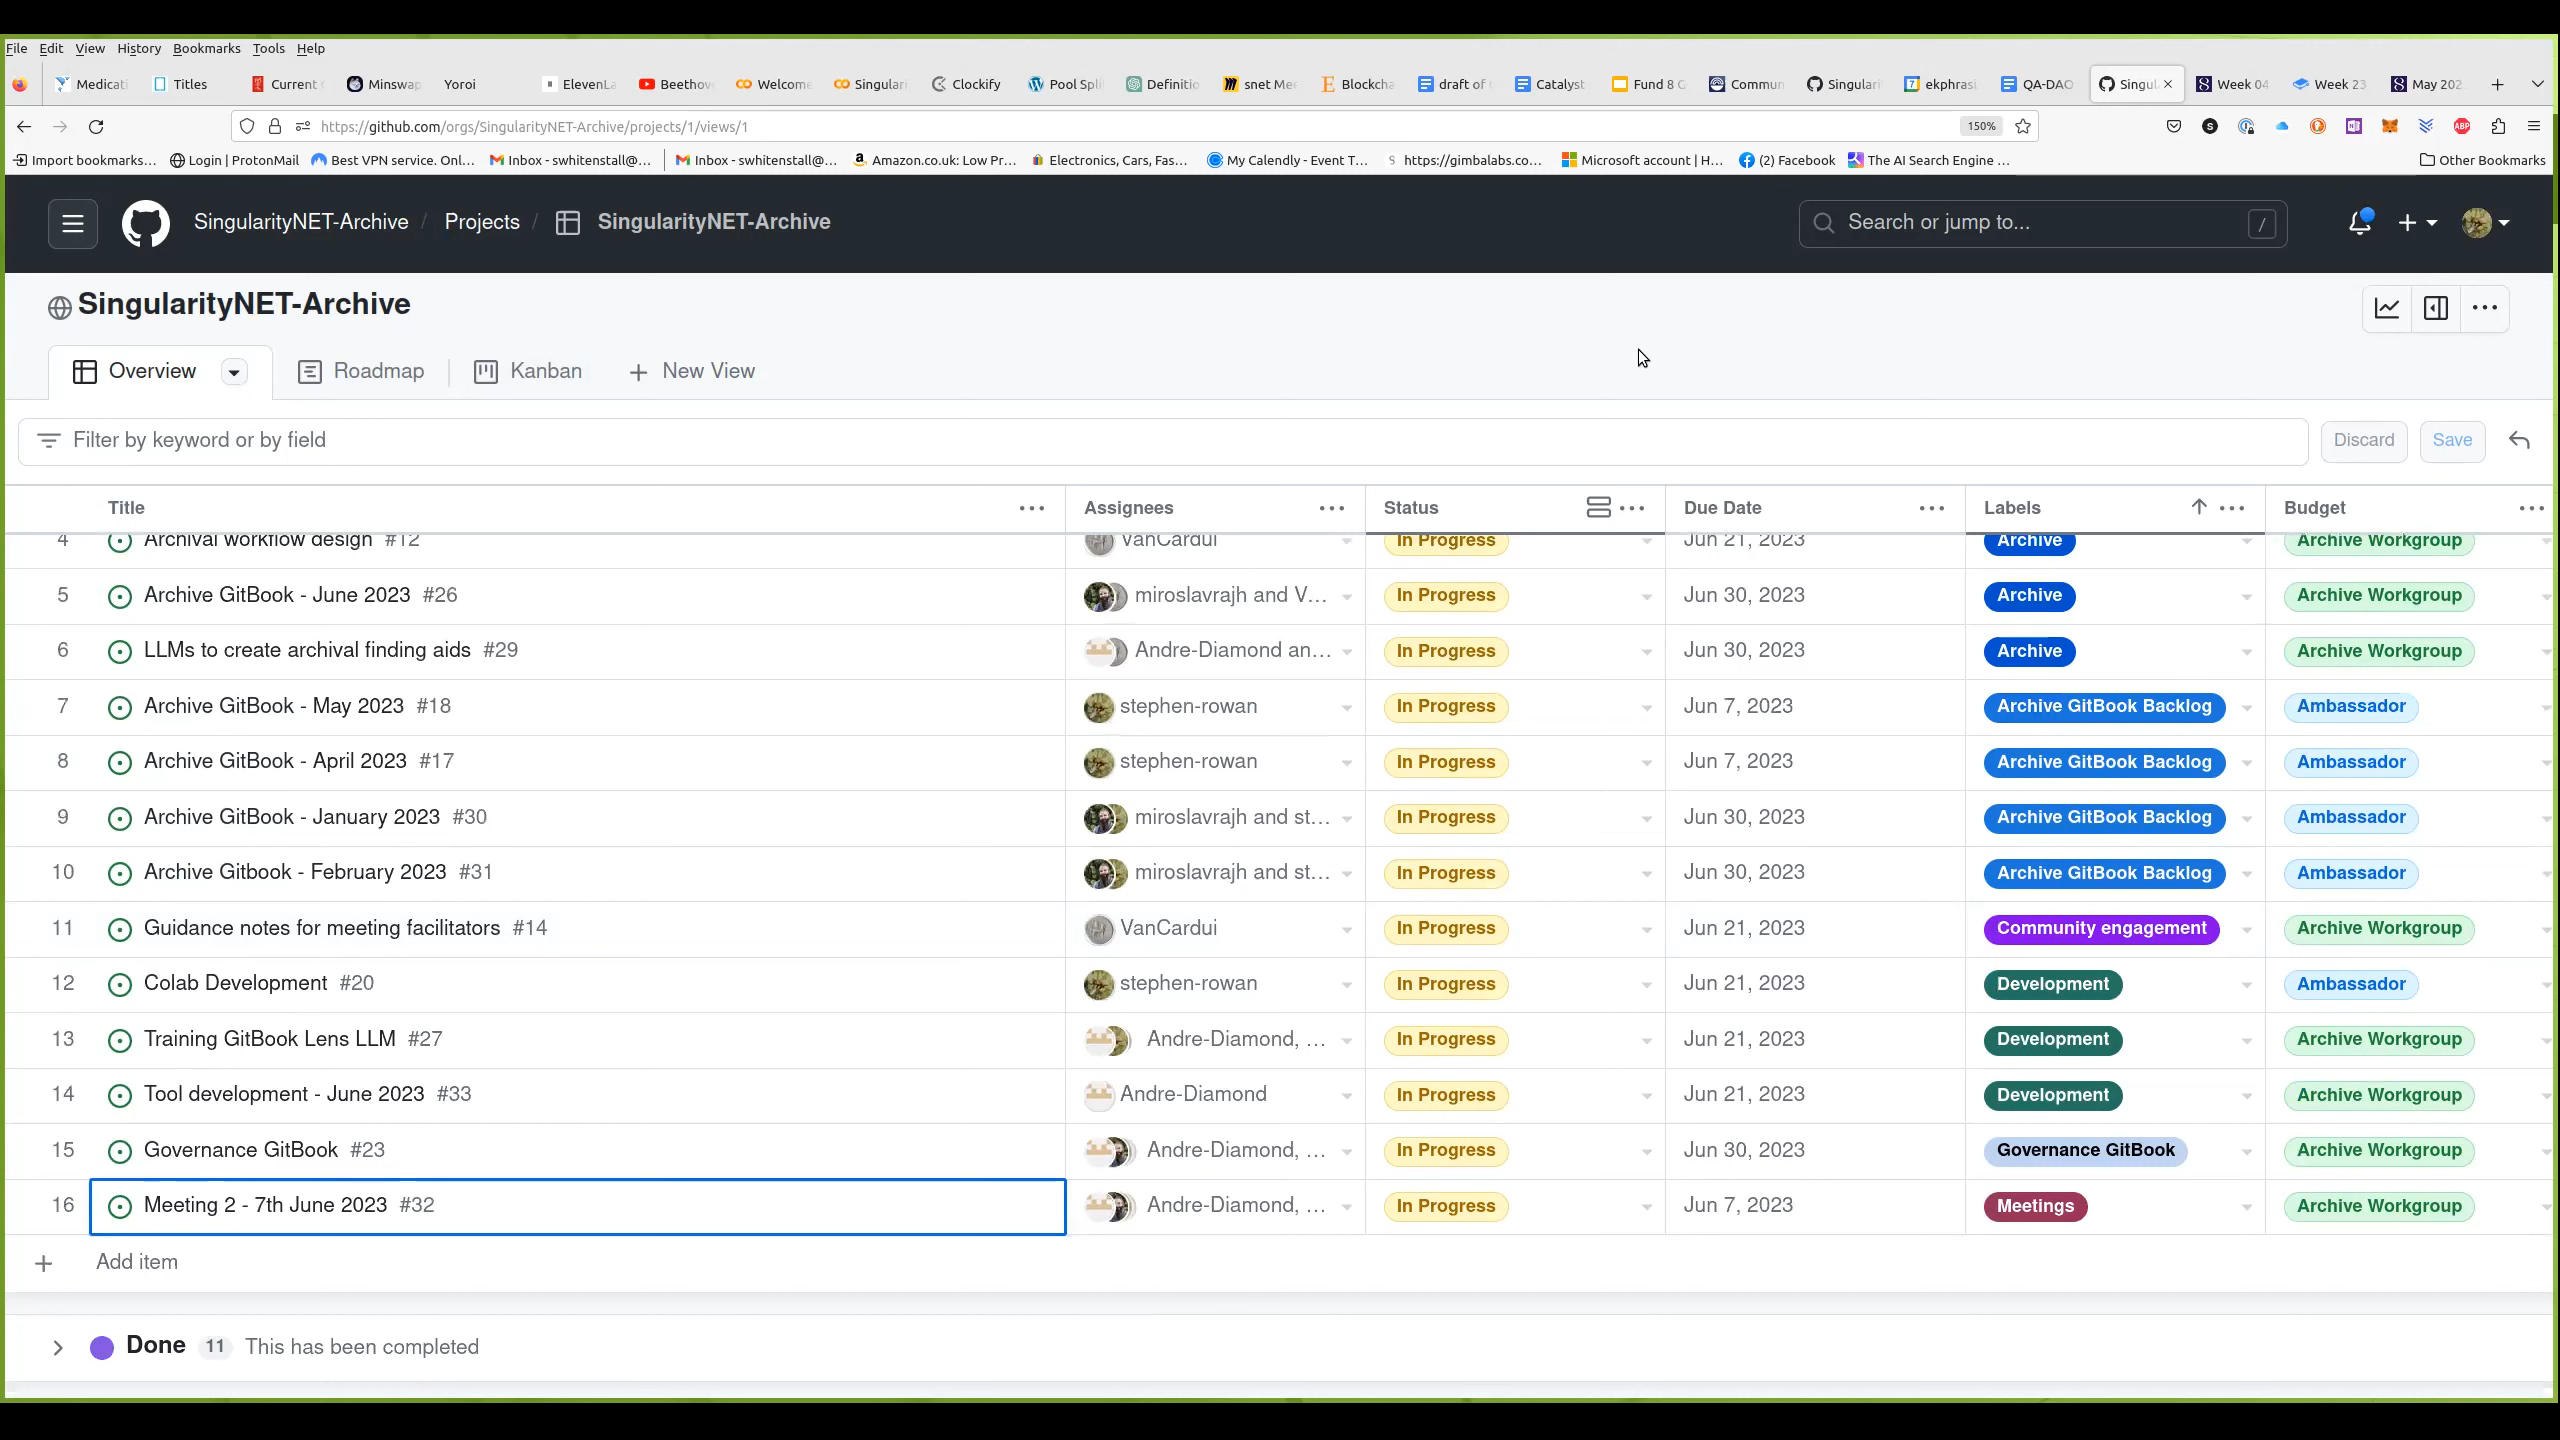 File Edit View History Bookmarks Tools Help
Medicati Titles Current Minswap Yoroi ElevenLa Beethov Welcome Singulari Clockify Pool Spli Definitio snet Mee Blockcha draft of Catalyst Fund 8 G Commun Singulari ekphrasi QA-DAO Singul Week 04 Week 23 May 202
https://github.com/orgs/SingularityNET-Archive/projects/1/views/1 150%
Import bookmarks... Login | ProtonMail Best VPN service. Onl... Inbox - swhitenstall@... Inbox - swhitenstall@... Amazon.co.uk: Low Pr... Electronics, Cars, Fas... My Calendly - Event T... https://gimbalabs.co... Microsoft account | H... (2) Facebook The AI Search Engine ... Other Bookmarks
SingularityNET-Archive / Projects / SingularityNET-Archive Search or jump to... /
SingularityNET-Archive
Overview Roadmap Kanban + New View
Filter by keyword or by field Discard Save
Title Assignees Status Due Date Labels Budget
4 Archival workflow design #12 VanCardui In Progress Jun 21, 2023 Archive Archive Workgroup
5 Archive GitBook - June 2023 #26 miroslavrajh and V... In Progress Jun 30, 2023 Archive Archive Workgroup
6 LLMs to create archival finding aids #29 Andre-Diamond an... In Progress Jun 30, 2023 Archive Archive Workgroup
7 Archive GitBook - May 2023 #18 stephen-rowan In Progress Jun 7, 2023 Archive GitBook Backlog Ambassador
8 Archive GitBook - April 2023 #17 stephen-rowan In Progress Jun 7, 2023 Archive GitBook Backlog Ambassador
9 Archive GitBook - January 2023 #30 miroslavrajh and st... In Progress Jun 30, 2023 Archive GitBook Backlog Ambassador
10 Archive Gitbook - February 2023 #31 miroslavrajh and st... In Progress Jun 30, 2023 Archive GitBook Backlog Ambassador
11 Guidance notes for meeting facilitators #14 VanCardui In Progress Jun 21, 2023 Community engagement Archive Workgroup
12 Colab Development #20 stephen-rowan In Progress Jun 21, 2023 Development Ambassador
13 Training GitBook Lens LLM #27 Andre-Diamond, ... In Progress Jun 21, 2023 Development Archive Workgroup
14 Tool development - June 2023 #33 Andre-Diamond In Progress Jun 21, 2023 Development Archive Workgroup
15 Governance GitBook #23 Andre-Diamond, ... In Progress Jun 30, 2023 Governance GitBook Archive Workgroup
16 Meeting 2 - 7th June 2023 #32 Andre-Diamond, ... In Progress Jun 7, 2023 Meetings Archive Workgroup
+ Add item
Done 11 This has been completed